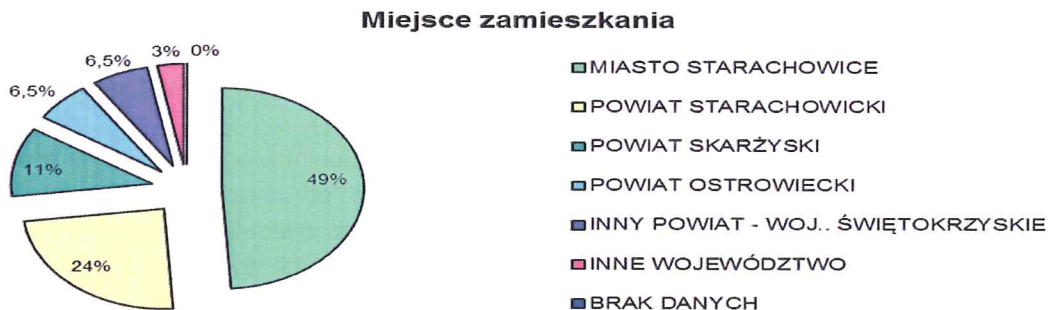 Miejsce zamieszkania
6,5% 3% 0%
6,5%
11%
24%
49%
MIASTO STARACHOWICE
POWIAT STARACHOWICKI
POWIAT SKARŻYSKI
POWIAT OSTROWIECKI
INNY POWIAT - WOJ.. ŚWIĘTOKRZYSKIE
INNE WOJEWÓDZTWO
BRAK DANYCH